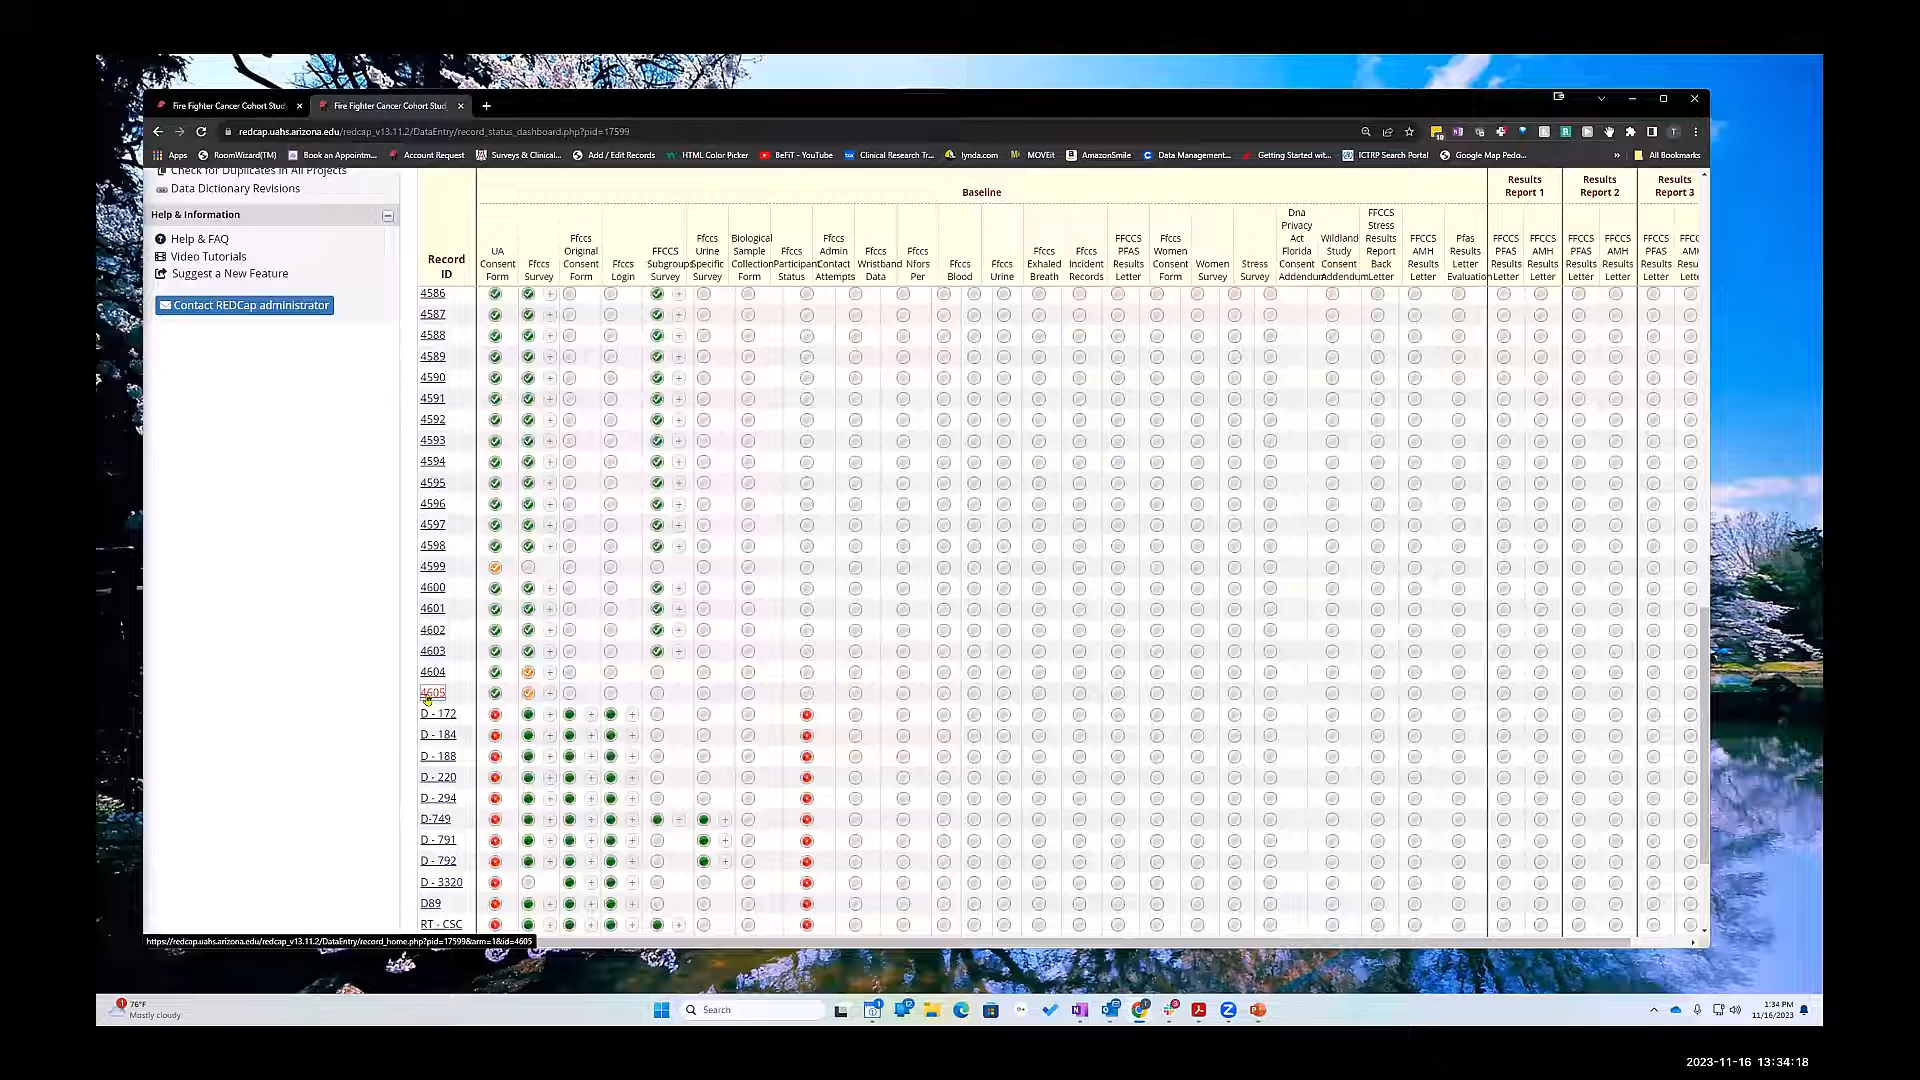 Fire Fighter Cancer Cohort Stud
Fire Fighter Cancer Cohort Stud
redcap.uahs.arizona.edu/redcap_v13.11.2/DataEntry/record_status_dashboard.php?pid=17599
Apps RoomWizard(TM) Book an Appointm... Account Request Surveys & Clinical... Add / Edit Records HTML Color Picker BeFiT - YouTube Clinical Research Tr... lynda.com MOVEit AmazonSmile Data Management... Getting Started wit... ICTRP Search Portal Google Map Pedo... » All Bookmarks
Check for Duplicates in All Projects
Data Dictionary Revisions
Help & Information
Help & FAQ
Video Tutorials
Suggest a New Feature
Contact REDCap administrator
Record ID
Baseline
Results Report 1
Results Report 2
Results Report 3
UA Consent Form
Ffccs Survey
Ffccs Original Consent Form
Ffccs Login
FFCCS Subgroup Survey
Ffccs Urine Specific Survey
Biological Sample Collection Form
Ffccs Participant Status
Ffccs Admin Contact Attempts
Ffccs Wristband Data
Ffccs Nfors Per
Ffccs Blood
Ffccs Urine
Ffccs Exhaled Breath
Ffccs Incident Records
FFCCS PFAS Results Letter
Ffccs Women Consent Form
Women Survey
Stress Survey
Dna Privacy Act Florida Consent Addendum
Wildland Study Consent Addendum
FFCCS Stress Results Report Back Letter
FFCCS AMH Results Letter
Pfas Results Letter Evaluation
FFCCS PFAS Results Letter
FFCCS AMH Results Letter
FFCCS PFAS Results Letter
FFCCS AMH Results Letter
FFCCS PFAS Results Letter
4586
4587
4588
4589
4590
4591
4592
4593
4594
4595
4596
4597
4598
4599
4600
4601
4602
4603
4604
4605
D - 172
D - 184
D - 188
D - 220
D - 294
D-749
D - 791
D - 792
D - 3320
D89
RT - CSC
https://redcap.uahs.arizona.edu/redcap_v13.11.2/DataEntry/record_home.php?pid=17599&arm=1&id=4605
76°F
Mostly cloudy
Search
1:34 PM
11/16/2023
2023-11-16 13:34:18